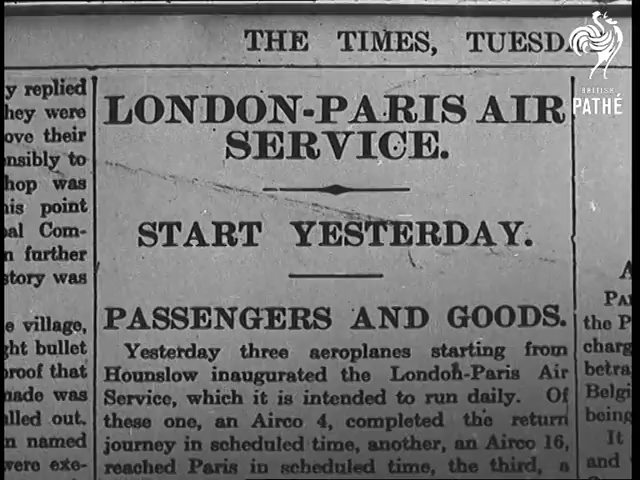 THE TIMES, TUESDA
BRITISH
PATHÉ
y replied
hey were
ove their
nsibly to
hop was
is point
al Com-
n further
story was
e village,
ght bullet
proof that
made was
lled out.
n named
were exe-
LONDON-PARIS AIR
SERVICE.
START YESTERDAY.
PASSENGERS AND GOODS.
Yesterday three aeroplanes starting from
Hounslow inaugurated the London-Paris Air
Service, which it is intended to run daily. Of
these one, an Airco 4, completed the return
journey in scheduled time, another, an Airco 16,
reached Paris in scheduled time, the third, a
A
PA
the P
charg
betra
Belgi
being
It
and